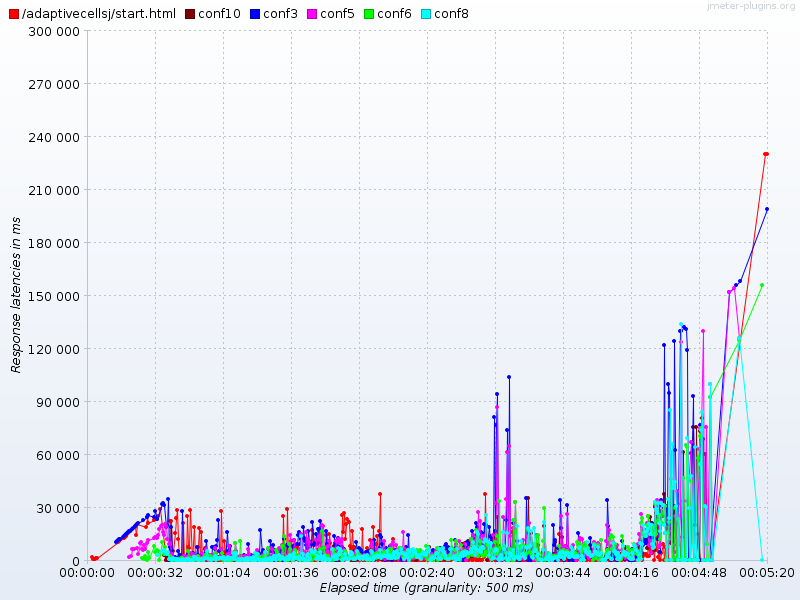 /adaptivecellsj/start.html conf10 conf3 conf5 conf6 conf8
jmeter-plugins.org
300 000
270 000
240 000
210 000
180 000
150 000
120 000
90 000
60 000
30 000
0
Response latencies in ms
00:00:00 00:00:32 00:01:04 00:01:36 00:02:08 00:02:40 00:03:12 00:03:44 00:04:16 00:04:48 00:05:20
Elapsed time (granularity: 500 ms)